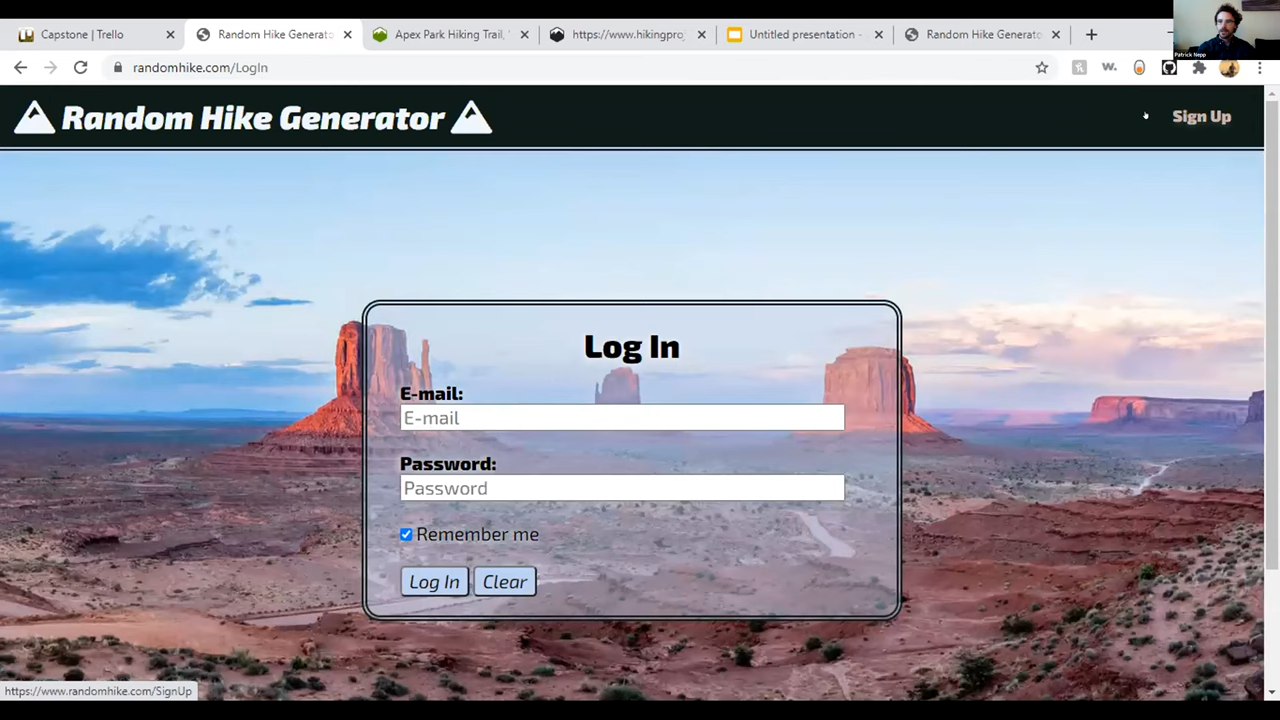 Capstone | Trello
Random Hike Generato
Apex Park Hiking Trail,
https://www.hikingpro
Untitled presentation -
Random Hike Generato
Patrick Nepp
randomhike.com/LogIn
w.
Random Hike Generator
Sign Up
Log In
E-mail:
E-mail
Password:
Password
Remember me
Log In Clear
https://www.randomhike.com/SignUp